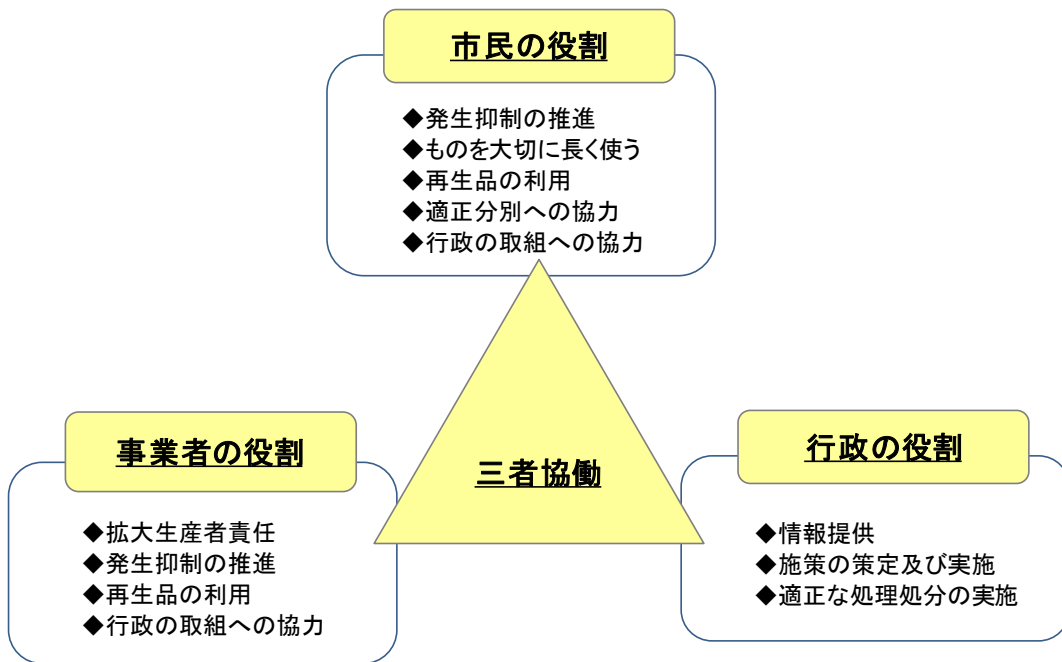 市民の役割
◆発生抑制の推進
◆ものを大切に長く使う
◆再生品の利用
◆適正分別への協力
◆行政の取組への協力
三者協働
事業者の役割
◆拡大生産者責任
◆発生抑制の推進
◆再生品の利用
◆行政の取組への協力
行政の役割
◆情報提供
◆施策の策定及び実施
◆適正な処理処分の実施